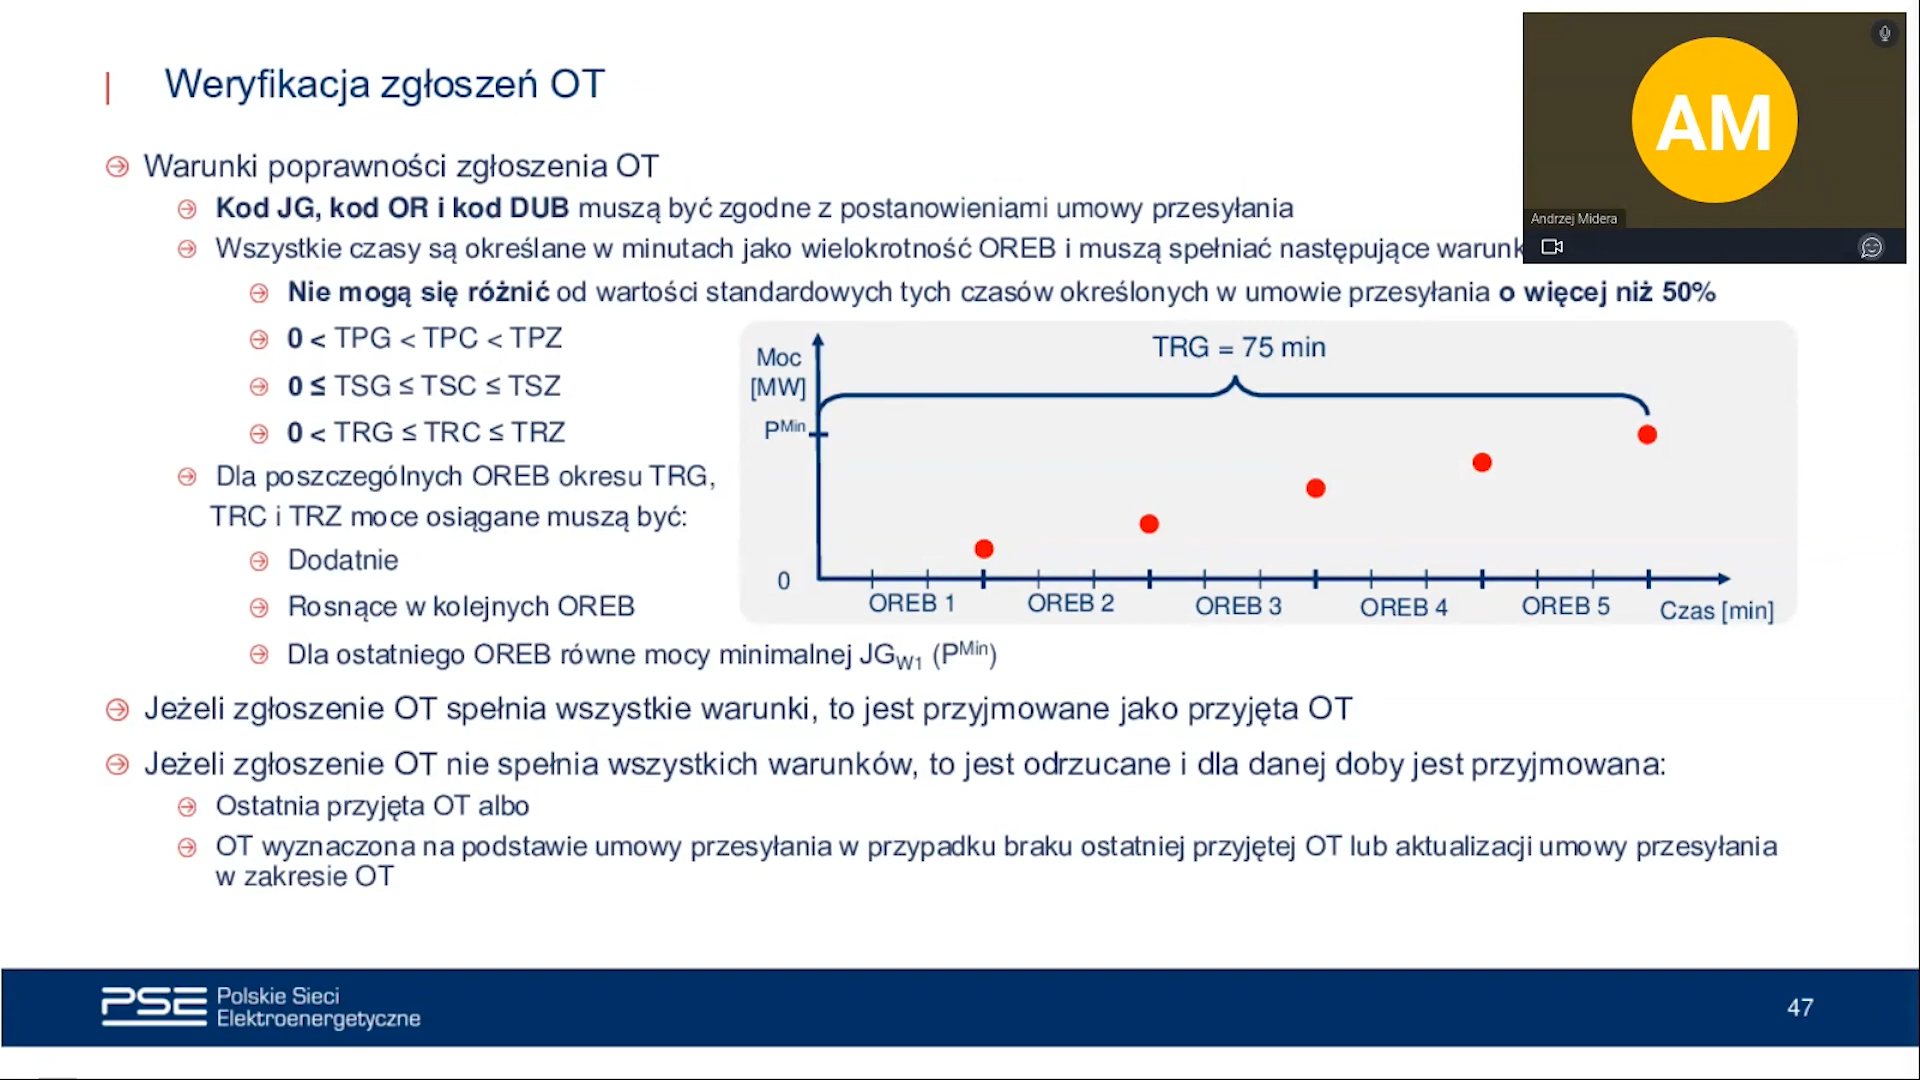 Weryfikacja zgłoszeń OT
AM
Andrzej Midera
Warunki poprawności zgłoszenia OT
Kod JG, kod OR i kod DUB muszą być zgodne z postanowieniami umowy przesyłania
Wszystkie czasy są określane w minutach jako wielokrotność OREB i muszą spełniać następujące warunk
Nie mogą się różnić od wartości standardowych tych czasów określonych w umowie przesyłania o więcej niż 50%
0 < TPG < TPC < TPZ
0 ≤ TSG ≤ TSC ≤ TSZ
0 < TRG ≤ TRC ≤ TRZ
Dla poszczególnych OREB okresu TRG,
TRC i TRZ moce osiągane muszą być:
Dodatnie
Rosnące w kolejnych OREB
Dla ostatniego OREB równe mocy minimalnej JGW1 (PMin)
TRG = 75 min
Moc
[MW]
PMin
0
OREB 1
OREB 2
OREB 3
OREB 4
OREB 5
Czas [min]
Jeżeli zgłoszenie OT spełnia wszystkie warunki, to jest przyjmowane jako przyjęta OT
Jeżeli zgłoszenie OT nie spełnia wszystkich warunków, to jest odrzucane i dla danej doby jest przyjmowana:
Ostatnia przyjęta OT albo
OT wyznaczona na podstawie umowy przesyłania w przypadku braku ostatniej przyjętej OT lub aktualizacji umowy przesyłania
w zakresie OT
PSE
Polskie Sieci
Elektroenergetyczne
47